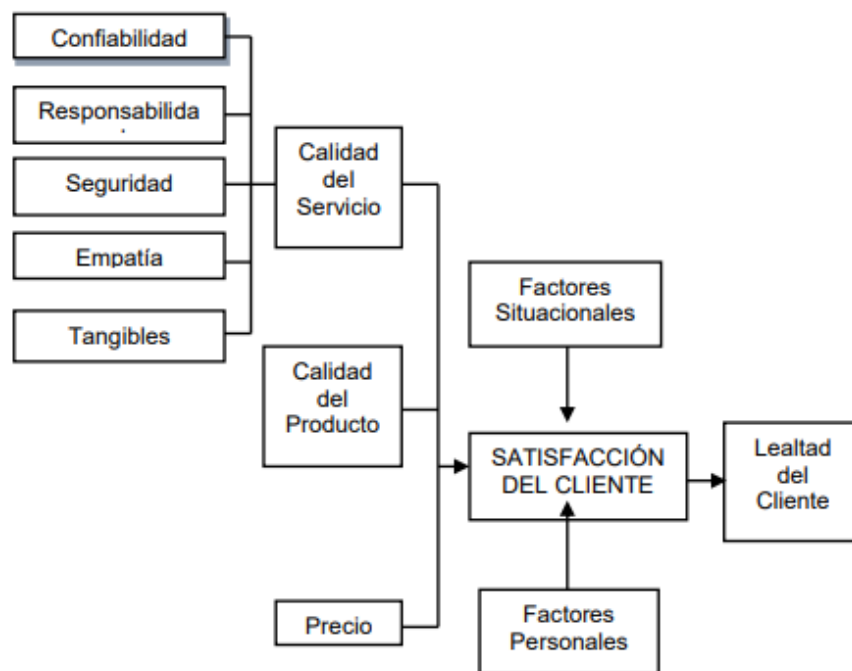 Confiabilidad
Responsabilida
Seguridad
Empatía
Tangibles
Calidad
del
Servicio
Calidad
del
Producto
Precio
Factores
Situacionales
SATISFACCIÓN
DEL CLIENTE
Factores
Personales
Lealtad
del
Cliente